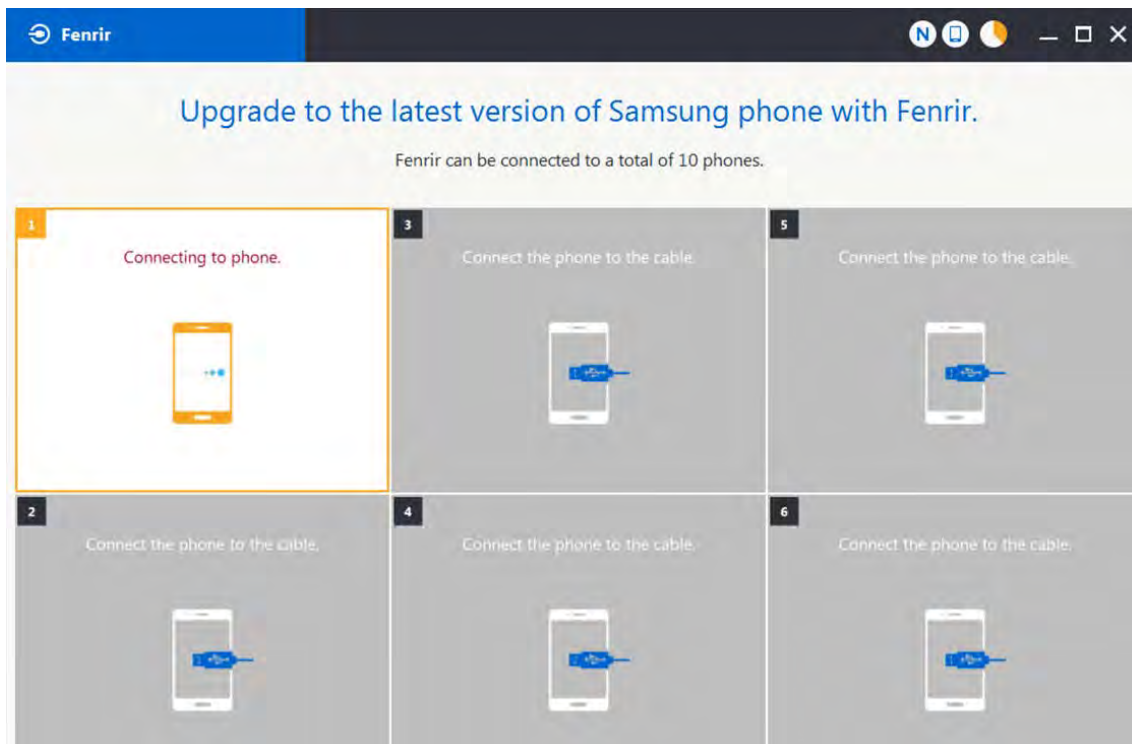 Fenrir
N
Upgrade to the latest version of Samsung phone with Fenrir.
Fenrir can be connected to a total of 10 phones.
1
Connecting to phone.
3
Connect the phone to the cable.
5
Connect the phone to the cable.
2
Connect the phone to the cable.
4
Connect the phone to the cable.
6
Connect the phone to the cable.